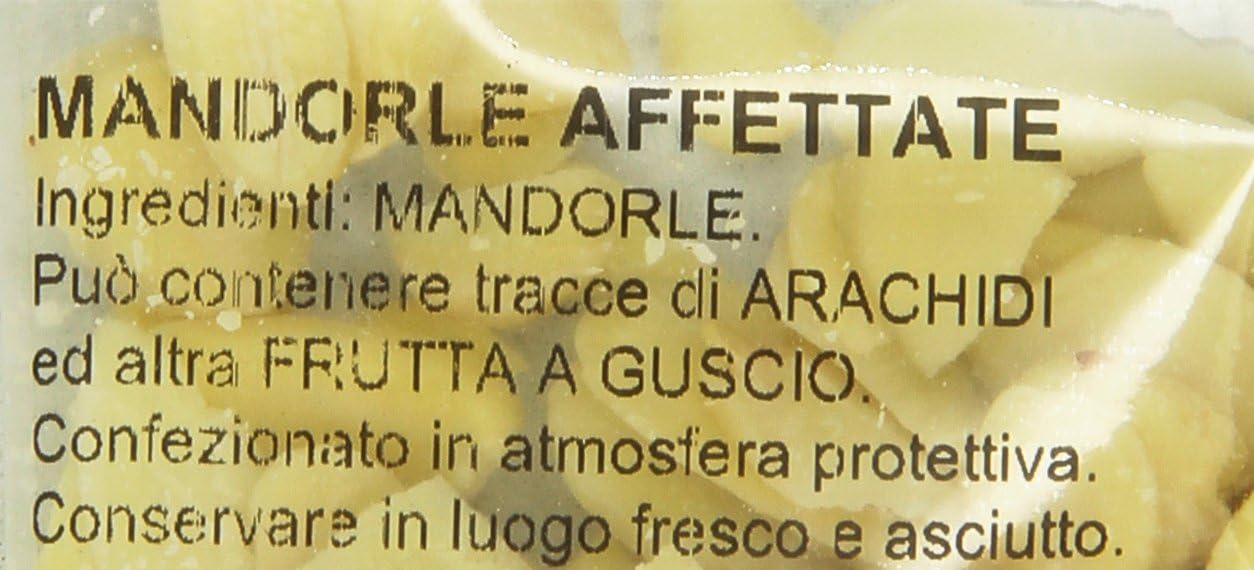 MANDORLE AFFETTATE
Ingredienti: MANDORLE.
Può contenere tracce di ARACHIDI
ed altra FRUTTA A GUSCIO.
Confezionato in atmosfera protettiva.
Conservare in luogo fresco e asciutto.